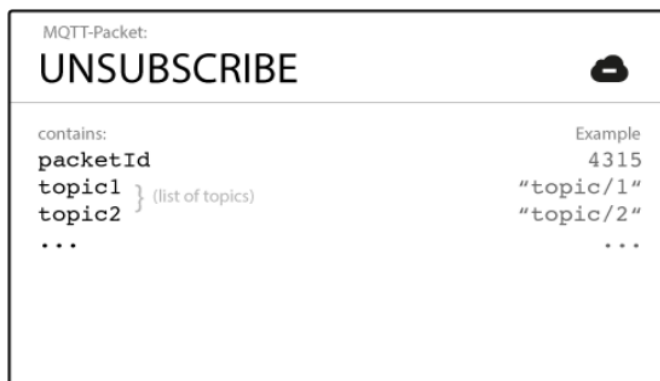 MQTT-Packet:
UNSUBSCRIBE
contains: Example
packetId 4315
topic1 } (list of topics) “topic/1“
topic2 “topic/2“
... ...